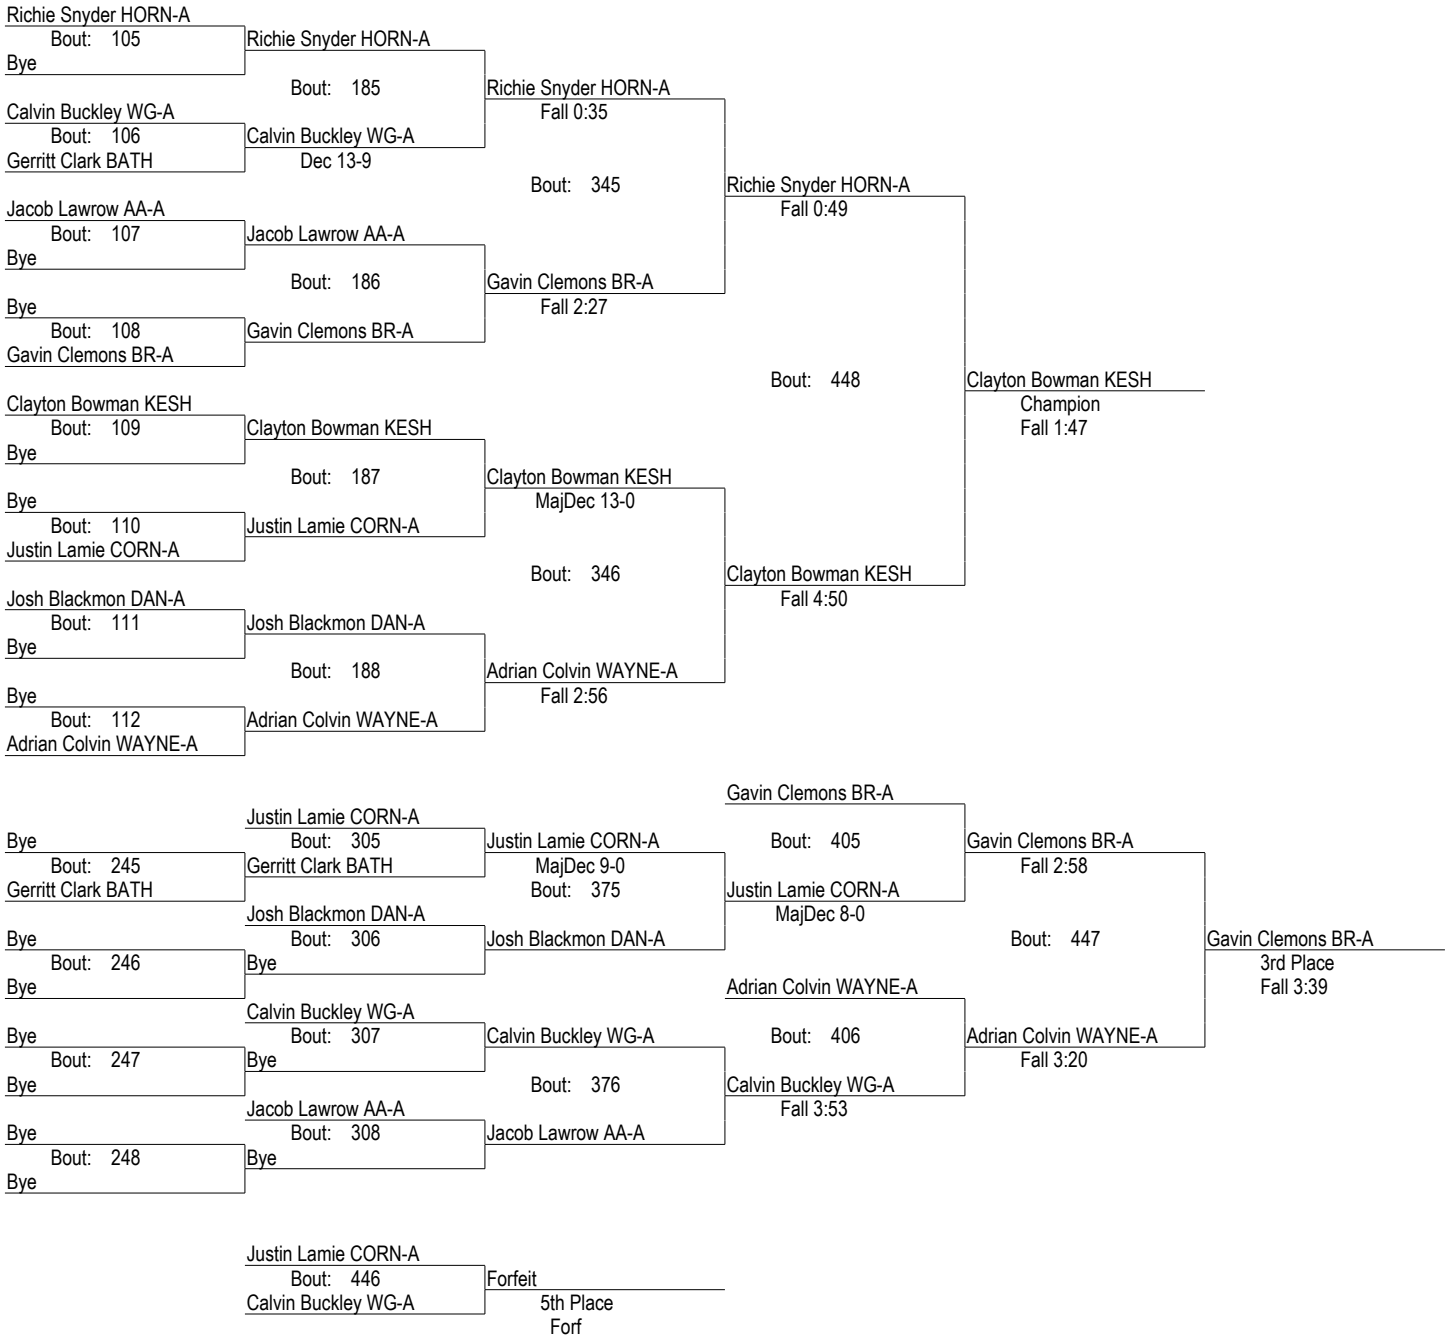 Richie Snyder HORN-A
Bout: 105
Bye
Richie Snyder HORN-A
Bout: 185
Calvin Buckley WG-A
Bout: 106
Gerritt Clark BATH
Calvin Buckley WG-A
Dec 13-9
Richie Snyder HORN-A
Fall 0:35
Bout: 345
Jacob Lawrow AA-A
Bout: 107
Bye
Jacob Lawrow AA-A
Bout: 186
Bye
Bout: 108
Gavin Clemons BR-A
Gavin Clemons BR-A
Gavin Clemons BR-A
Fall 2:27
Richie Snyder HORN-A
Fall 0:49
Bout: 448
Clayton Bowman KESH
Bout: 109
Bye
Clayton Bowman KESH
Bout: 187
Bye
Bout: 110
Justin Lamie CORN-A
Justin Lamie CORN-A
Clayton Bowman KESH
MajDec 13-0
Bout: 346
Josh Blackmon DAN-A
Bout: 111
Bye
Josh Blackmon DAN-A
Bout: 188
Bye
Bout: 112
Adrian Colvin WAYNE-A
Adrian Colvin WAYNE-A
Adrian Colvin WAYNE-A
Fall 2:56
Clayton Bowman KESH
Fall 4:50
Clayton Bowman KESH
Champion
Fall 1:47
Bye
Bout: 245
Gerritt Clark BATH
Justin Lamie CORN-A
Bout: 305
Gerritt Clark BATH
Justin Lamie CORN-A
MajDec 9-0
Bout: 375
Bye
Bout: 246
Bye
Josh Blackmon DAN-A
Bout: 306
Bye
Josh Blackmon DAN-A
Gavin Clemons BR-A
Bout: 405
Justin Lamie CORN-A
MajDec 8-0
Gavin Clemons BR-A
Fall 2:58
Bout: 447
Bye
Bout: 247
Bye
Calvin Buckley WG-A
Bout: 307
Bye
Calvin Buckley WG-A
Bout: 376
Bye
Bout: 248
Bye
Jacob Lawrow AA-A
Bout: 308
Bye
Jacob Lawrow AA-A
Adrian Colvin WAYNE-A
Bout: 406
Calvin Buckley WG-A
Fall 3:53
Adrian Colvin WAYNE-A
Fall 3:20
Gavin Clemons BR-A
3rd Place
Fall 3:39
Justin Lamie CORN-A
Bout: 446
Calvin Buckley WG-A
Forfeit
5th Place
Forf